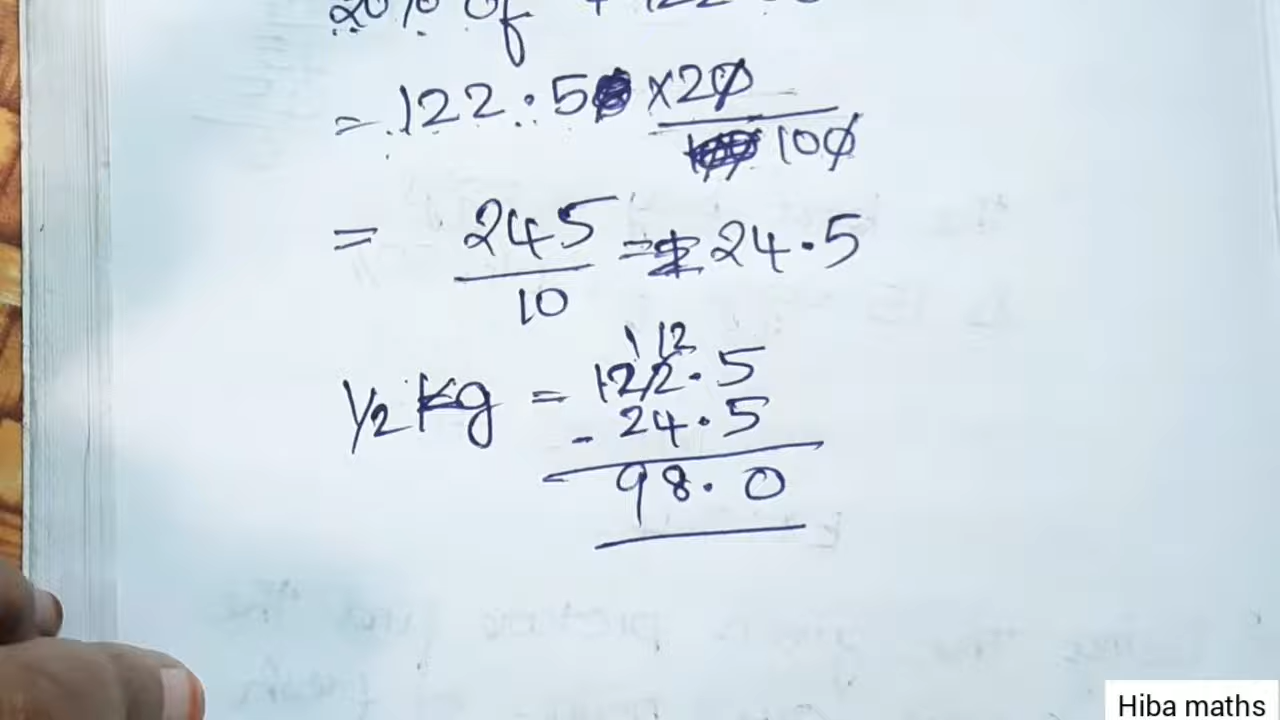 20% of
= 122.5 × 20
100
= 245 = 24.5
10
1 12
1/2 kg = 122.5
- 24.5
98.0
Hiba maths